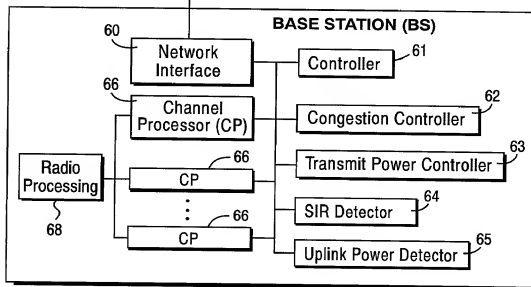 BASE STATION (BS)
60
Network
Interface
61
Controller
66
Channel
Processor (CP)
62
Congestion Controller
Radio
Processing
68
66
CP
63
Transmit Power Controller
64
SIR Detector
66
CP
65
Uplink Power Detector